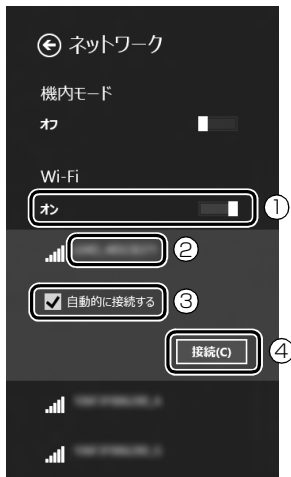 ネットワーク
機内モード
オフ
Wi-Fi
オン
①
②
自動的に接続する
③
接続(C)
④